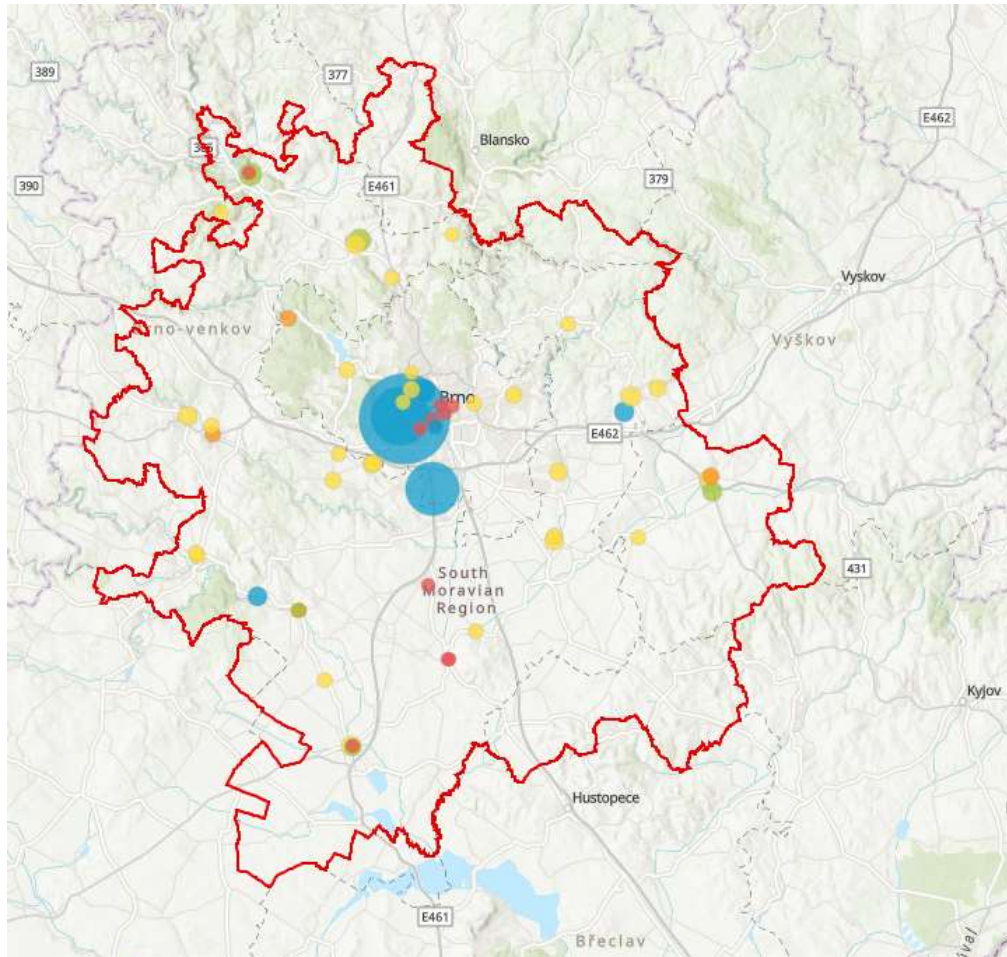 389
377
E462
Blansko
390
E461
379
Vyskov
no-venkov
Vyškov
Brno
E462
South
Moravian
Region
431
Kyjov
Hustopece
E461
Břeclav